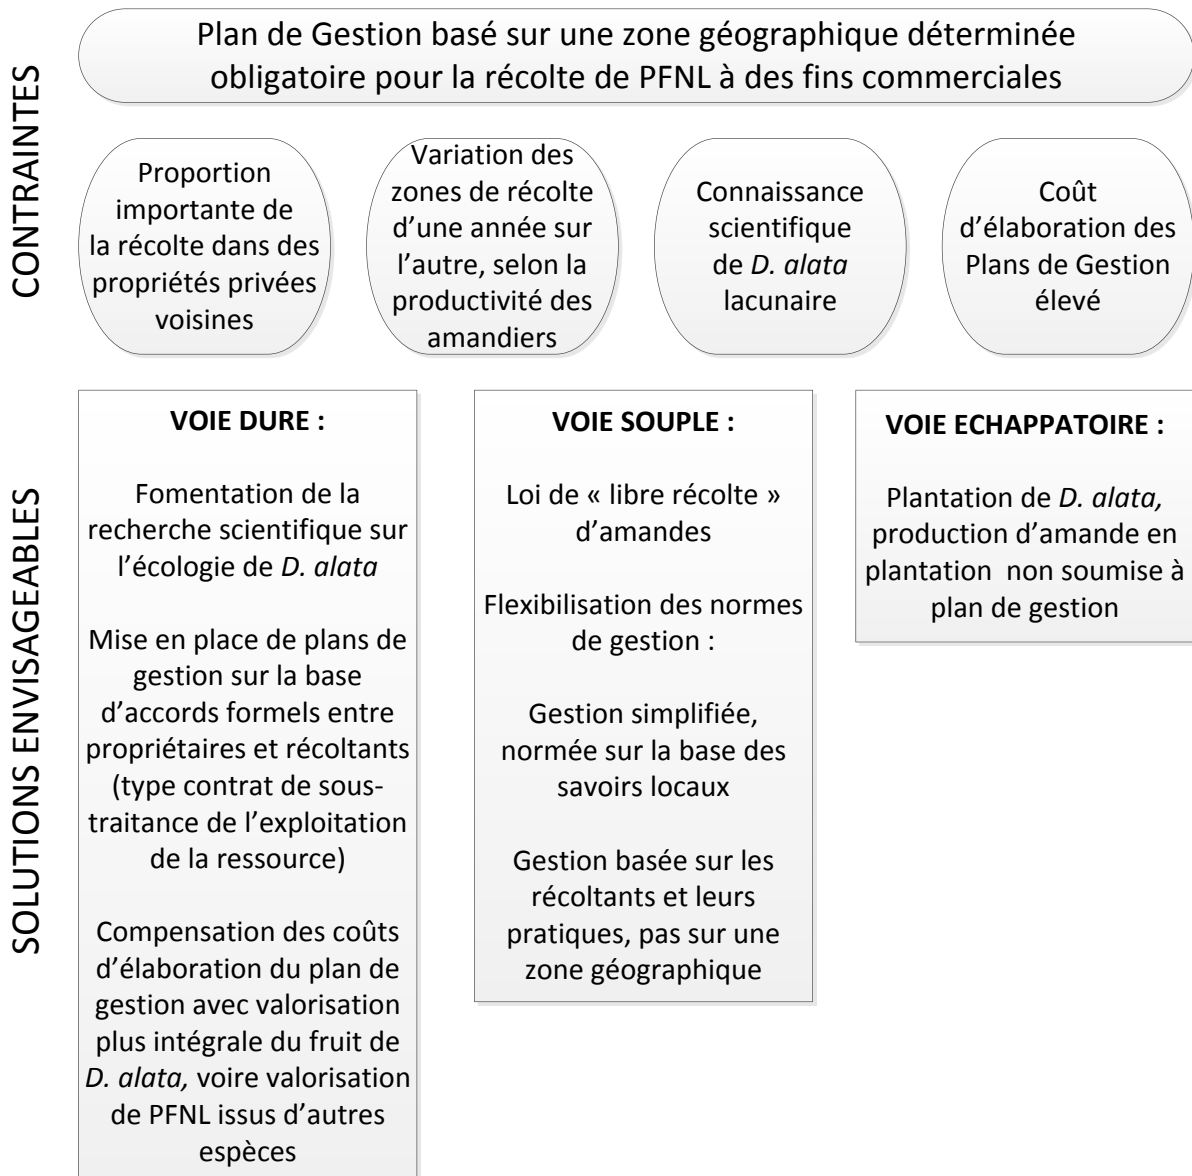 CONTRAINTES
Plan de Gestion basé sur une zone géographique déterminée
obligatoire pour la récolte de PFNL à des fins commerciales
Proportion
importante de
la récolte dans des
propriétés privées
voisines
Variation des
zones de récolte
d’une année sur
l’autre, selon la
productivité des
amandiers
Connaissance
scientifique
de D. alata
lacunaire
Coût
d’élaboration des
Plans de Gestion
élevé
SOLUTIONS ENVISAGEABLES
VOIE DURE :
Fomentation de la
recherche scientifique sur
l’écologie de D. alata
Mise en place de plans de
gestion sur la base
d’accords formels entre
propriétaires et récoltants
(type contrat de sous-
traitance de l’exploitation
de la ressource)
Compensation des coûts
d’élaboration du plan de
gestion avec valorisation
plus intégrale du fruit de
D. alata, voire valorisation
de PFNL issus d’autres
espèces
VOIE SOUPLE :
Loi de « libre récolte »
d’amandes
Flexibilisation des normes
de gestion :
Gestion simplifiée,
normée sur la base des
savoirs locaux
Gestion basée sur les
récoltants et leurs
pratiques, pas sur une
zone géographique
VOIE ECHAPPATOIRE :
Plantation de D. alata,
production d’amande en
plantation non soumise à
plan de gestion